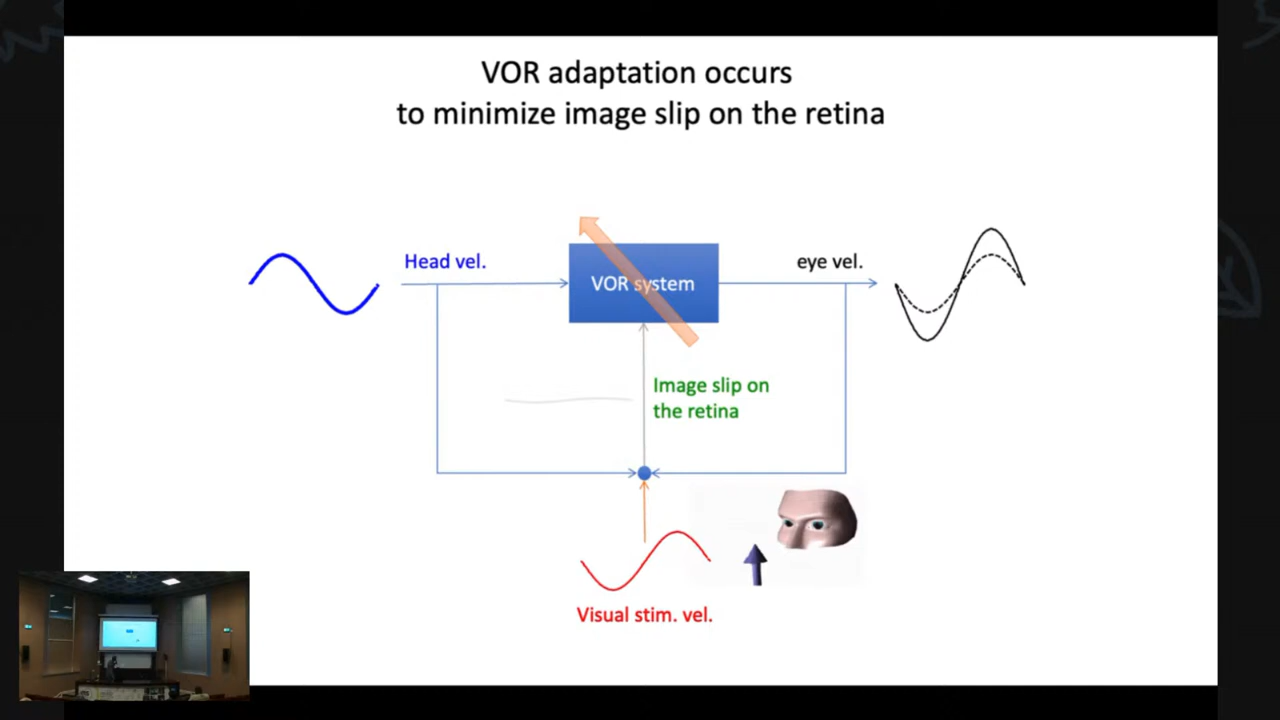 VOR adaptation occurs
to minimize image slip on the retina
Head vel.
VOR system
eye vel.
Image slip on
the retina
Visual stim. vel.